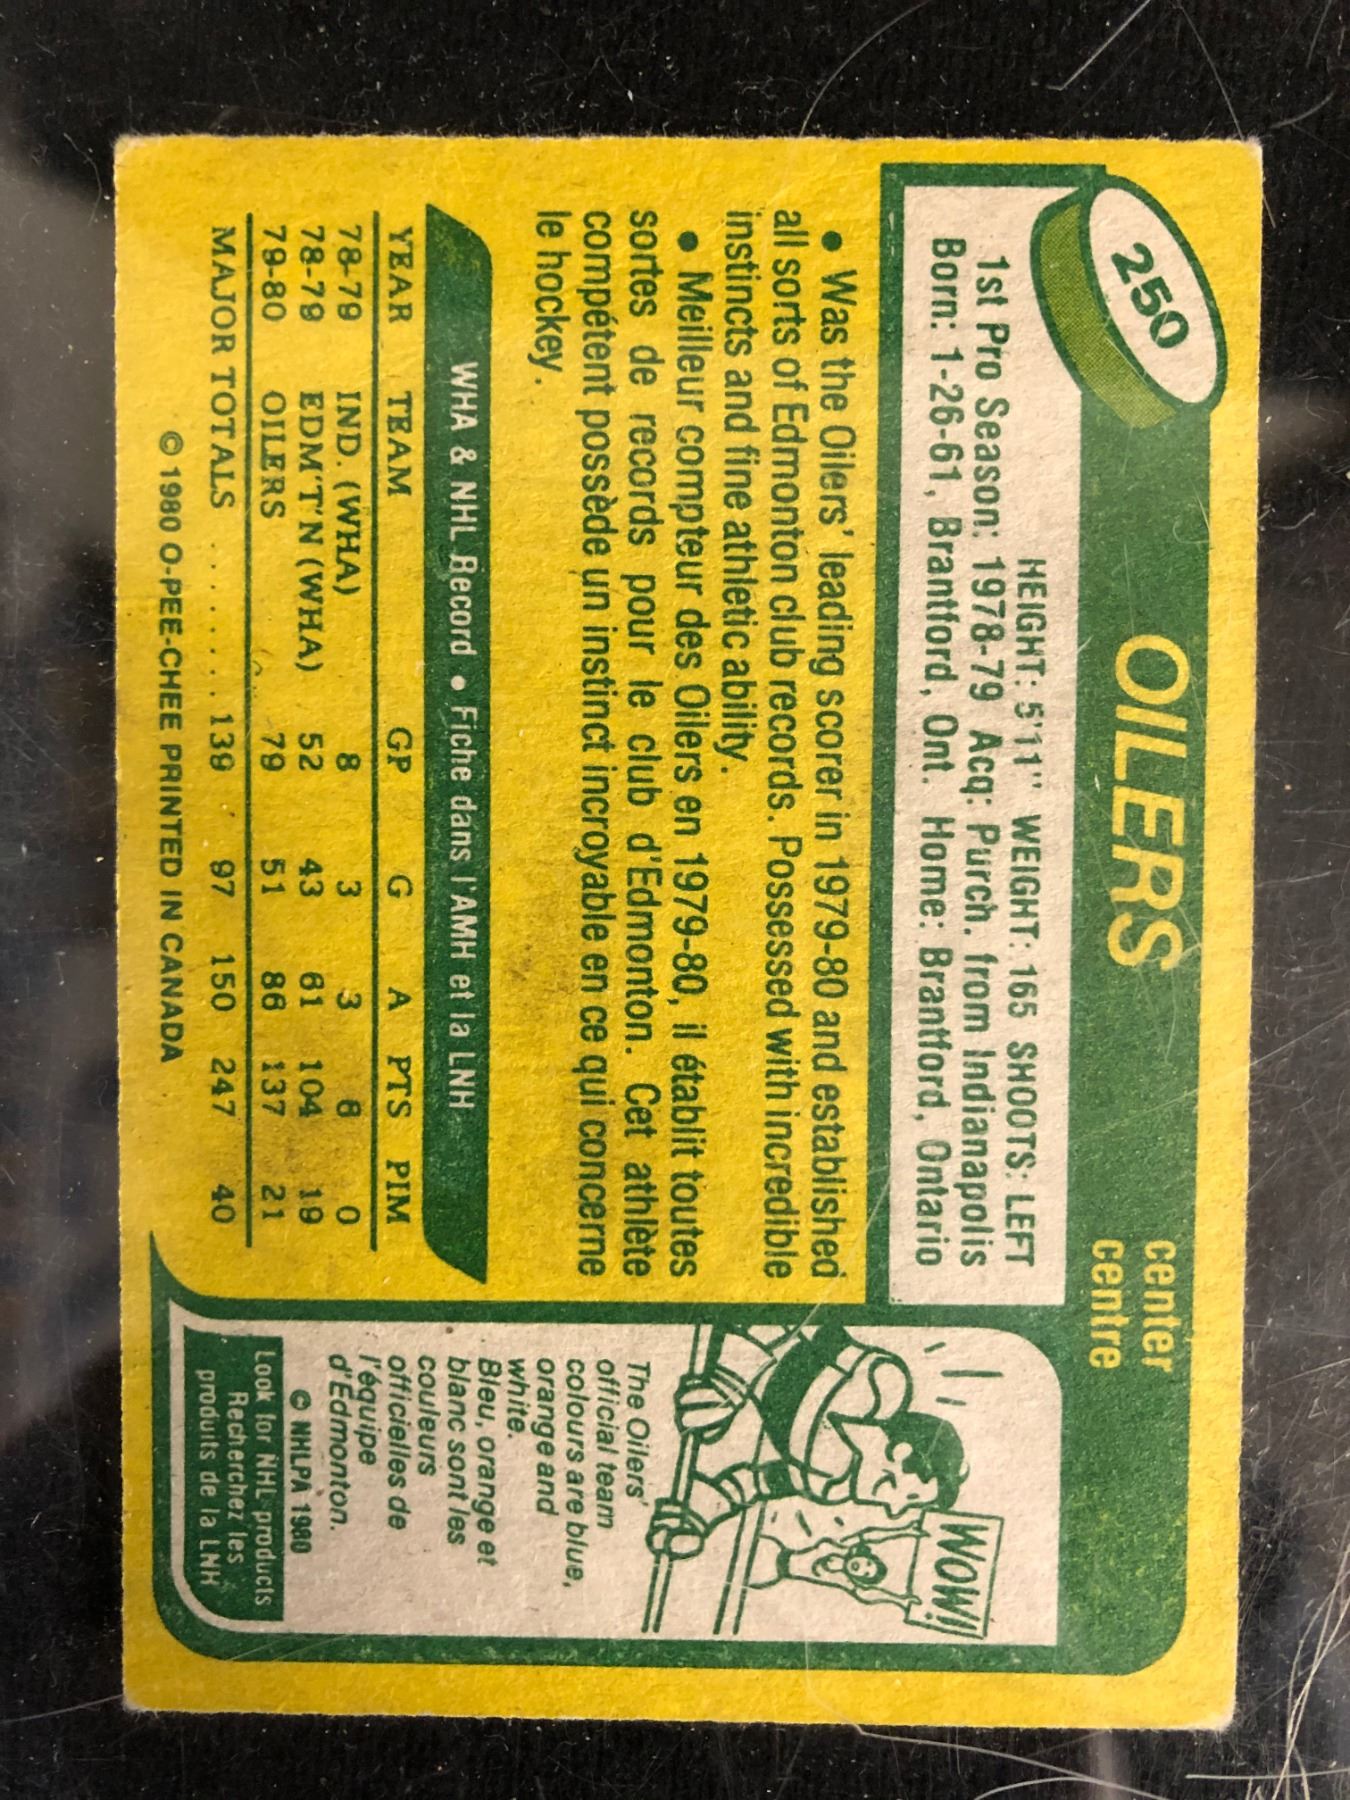 250
OILERS
center
centre
HEIGHT: 5'11" WEIGHT: 165 SHOOTS: LEFT
1st Pro Season: 1978-79 Acq: Purch. from Indianapolis
Born: 1-26-61, Brantford, Ont. Home: Brantford, Ontario
• Was the Oilers' leading scorer in 1979-80 and established
all sorts of Edmonton club records. Possessed with incredible
instincts and fine athletic ability.
• Meilleur compteur des Oilers en 1979-80, il établit toutes
sortes de records pour le club d'Edmonton. Cet athlète
compétent possède un instinct incroyable en ce qui concerne
le hockey.
WHA & NHL Record • Fiche dans l'AMH et la LNH
YEAR TEAM GP G A PTS PIM
78-79 IND. (WHA) 8 3 3 6 0
78-79 EDM'T'N (WHA) 52 43 61 104 19
79-80 OILERS 79 51 86 137 21
MAJOR TOTALS ........ 139 97 150 247 40
© 1980 O-PEE-CHEE PRINTED IN CANADA
WOW!
The Oilers'
official team
colours are blue,
orange and
white.
Bleu, orange et
blanc sont les
couleurs
officielles de
l'équipe
d'Edmonton.
© NHLPA 1980
Look for NHL products
Recherchez les
produits de la LNH